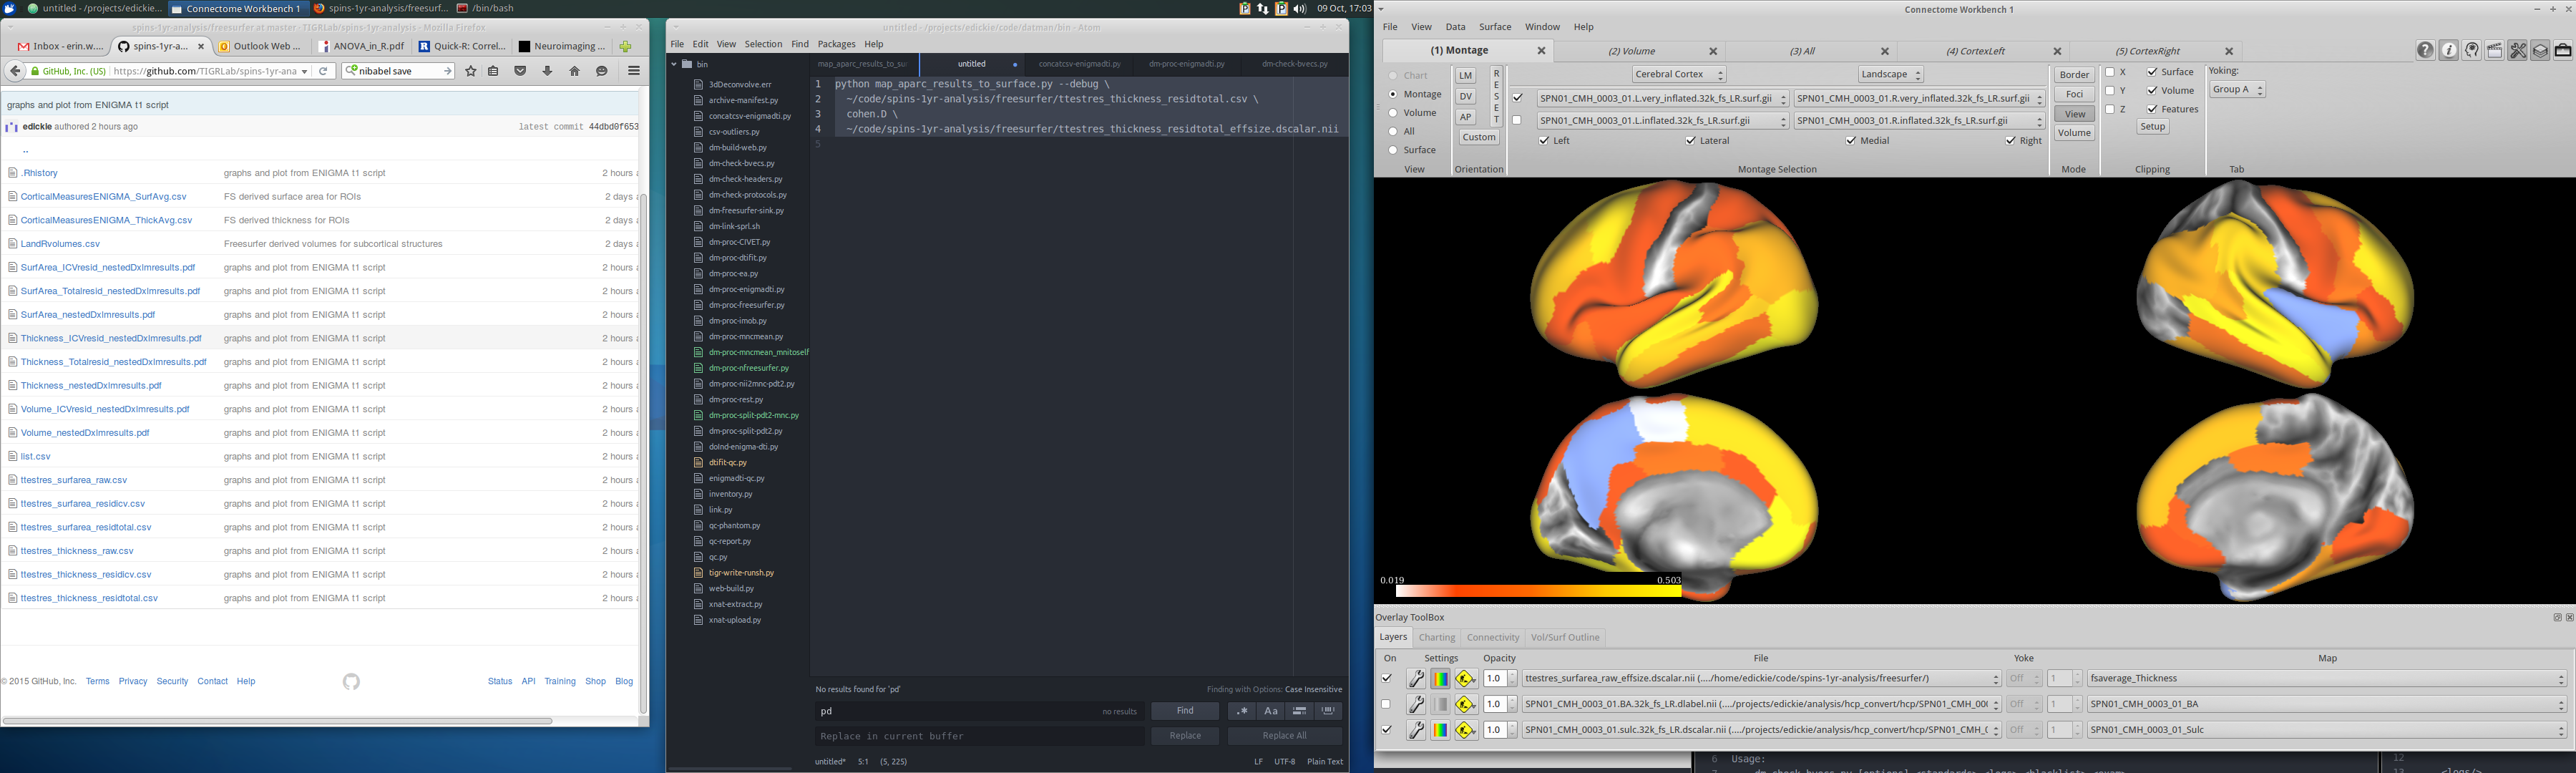 untitled - /projects/edickie...
Connectome Workbench 1
spins-1yr-analysis/freesurf...
/bin/bash
09 Oct, 17:03
spins-1yr-analysis/freesurfer at master · TIGRLab/spins-1yr-analysis - Mozilla Firefox
Inbox - erin.w....
spins-1yr-a...
Outlook Web ...
ANOVA_in_R.pdf
Quick-R: Correl...
Neuroimaging ...
GitHub, Inc. (US)
https://github.com/TIGRLab/spins-1yr-ana
nibabel save
graphs and plot from ENIGMA t1 script
edickie authored 2 hours ago
latest commit 44dbd0f653
..
.Rhistory graphs and plot from ENIGMA t1 script 2 hours
CorticalMeasuresENIGMA_SurfAvg.csv FS derived surface area for ROIs 2 days
CorticalMeasuresENIGMA_ThickAvg.csv FS derived thickness for ROIs 2 days
LandRvolumes.csv Freesurfer derived volumes for subcortical structures 2 days
SurfArea_ICVresid_nestedDxlmresults.pdf graphs and plot from ENIGMA t1 script 2 hours
SurfArea_Totalresid_nestedDxlmresults.pdf graphs and plot from ENIGMA t1 script 2 hours
SurfArea_nestedDxlmresults.pdf graphs and plot from ENIGMA t1 script 2 hours
Thickness_ICVresid_nestedDxlmresults.pdf graphs and plot from ENIGMA t1 script 2 hours
Thickness_Totalresid_nestedDxlmresults.pdf graphs and plot from ENIGMA t1 script 2 hours
Thickness_nestedDxlmresults.pdf graphs and plot from ENIGMA t1 script 2 hours
Volume_ICVresid_nestedDxlmresults.pdf graphs and plot from ENIGMA t1 script 2 hours
Volume_nestedDxlmresults.pdf graphs and plot from ENIGMA t1 script 2 hours
list.csv graphs and plot from ENIGMA t1 script 2 hours
ttestres_surfarea_raw.csv graphs and plot from ENIGMA t1 script 2 hours
ttestres_surfarea_residicv.csv graphs and plot from ENIGMA t1 script 2 hours
ttestres_surfarea_residtotal.csv graphs and plot from ENIGMA t1 script 2 hours
ttestres_thickness_raw.csv graphs and plot from ENIGMA t1 script 2 hours
ttestres_thickness_residicv.csv graphs and plot from ENIGMA t1 script 2 hours
ttestres_thickness_residtotal.csv graphs and plot from ENIGMA t1 script 2 hours
© 2015 GitHub, Inc. Terms Privacy Security Contact Help
Status API Training Shop Blog
untitled - /projects/edickie/code/datman/bin - Atom
File Edit View Selection Find Packages Help
bin
3dDeconvolve.err
archive-manifest.py
concatcsv-enigmadti.py
csv-outliers.py
dm-build-web.py
dm-check-bvecs.py
dm-check-headers.py
dm-check-protocols.py
dm-freesurfer-sink.py
dm-link-sprl.sh
dm-proc-CIVET.py
dm-proc-dtifit.py
dm-proc-ea.py
dm-proc-enigmadti.py
dm-proc-freesurfer.py
dm-proc-imob.py
dm-proc-mncmean.py
dm-proc-mncmean_mnitoself
dm-proc-nfreesurfer.py
dm-proc-nii2mnc-pdt2.py
dm-proc-rest.py
dm-proc-split-pdt2-mnc.py
dm-proc-split-pdt2.py
doInd-enigma-dti.py
dtifit-qc.py
enigmadti-qc.py
inventory.py
link.py
qc-phantom.py
qc-report.py
qc.py
tigr-write-runsh.py
web-build.py
xnat-extract.py
xnat-upload.py
map_aparc_results_to_su
untitled
concatcsv-enigmadti.py
dm-proc-enigmadti.py
dm-check-bvecs.py
1 python map_aparc_results_to_surface.py --debug \
2 ~/code/spins-1yr-analysis/freesurfer/ttestres_thickness_residtotal.csv \
3 cohen.D \
4 ~/code/spins-1yr-analysis/freesurfer/ttestres_thickness_residtotal_effsize.dscalar.nii
5
No results found for 'pd'
Finding with Options: Case Insensitive
pd
no results
Find
.* Aa
Replace in current buffer
Replace
Replace All
untitled* 5:1 (5, 225)
LF UTF-8 Plain Text
Connectome Workbench 1
File View Data Surface Window Help
(1) Montage
(2) Volume
(3) All
(4) CortexLeft
(5) CortexRight
Chart
Montage
Volume
All
Surface
View
LM
DV
AP
Custom
RESET
Orientation
Cerebral Cortex
Landscape
SPN01_CMH_0003_01.L.very_inflated.32k_fs_LR.surf.gii
SPN01_CMH_0003_01.R.very_inflated.32k_fs_LR.surf.gii
SPN01_CMH_0003_01.L.inflated.32k_fs_LR.surf.gii
SPN01_CMH_0003_01.R.inflated.32k_fs_LR.surf.gii
Left Lateral Medial Right
Montage Selection
Border
Foci
View
Volume
Mode
X Surface
Y Volume
Z Features
Setup
Clipping
Yoking:
Group A
Tab
0.019
0.503
Overlay ToolBox
Layers Charting Connectivity Vol/Surf Outline
On Settings Opacity File Yoke Map
1.0 ttestres_surfarea_raw_effsize.dscalar.nii (..../home/edickie/code/spins-1yr-analysis/freesurfer/) Off 1 fsaverage_Thickness
1.0 SPN01_CMH_0003_01.BA.32k_fs_LR.dlabel.nii (..../projects/edickie/analysis/hcp_convert/hcp/SPN01_CMH_00( Off 1 SPN01_CMH_0003_01_BA
1.0 SPN01_CMH_0003_01.sulc.32k_fs_LR.dscalar.nii (..../projects/edickie/analysis/hcp_convert/hcp/SPN01_CMH_( Off 1 SPN01_CMH_0003_01_Sulc
6 Usage:
12